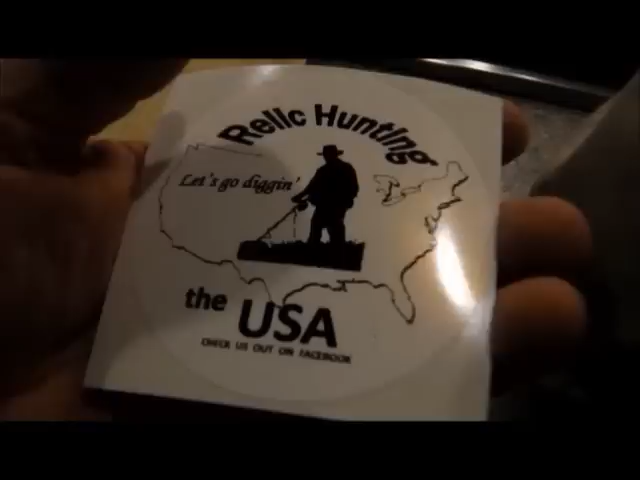 Relic Hunting
Let's go diggin'
the USA
CHECK US OUT ON FACEBOOK